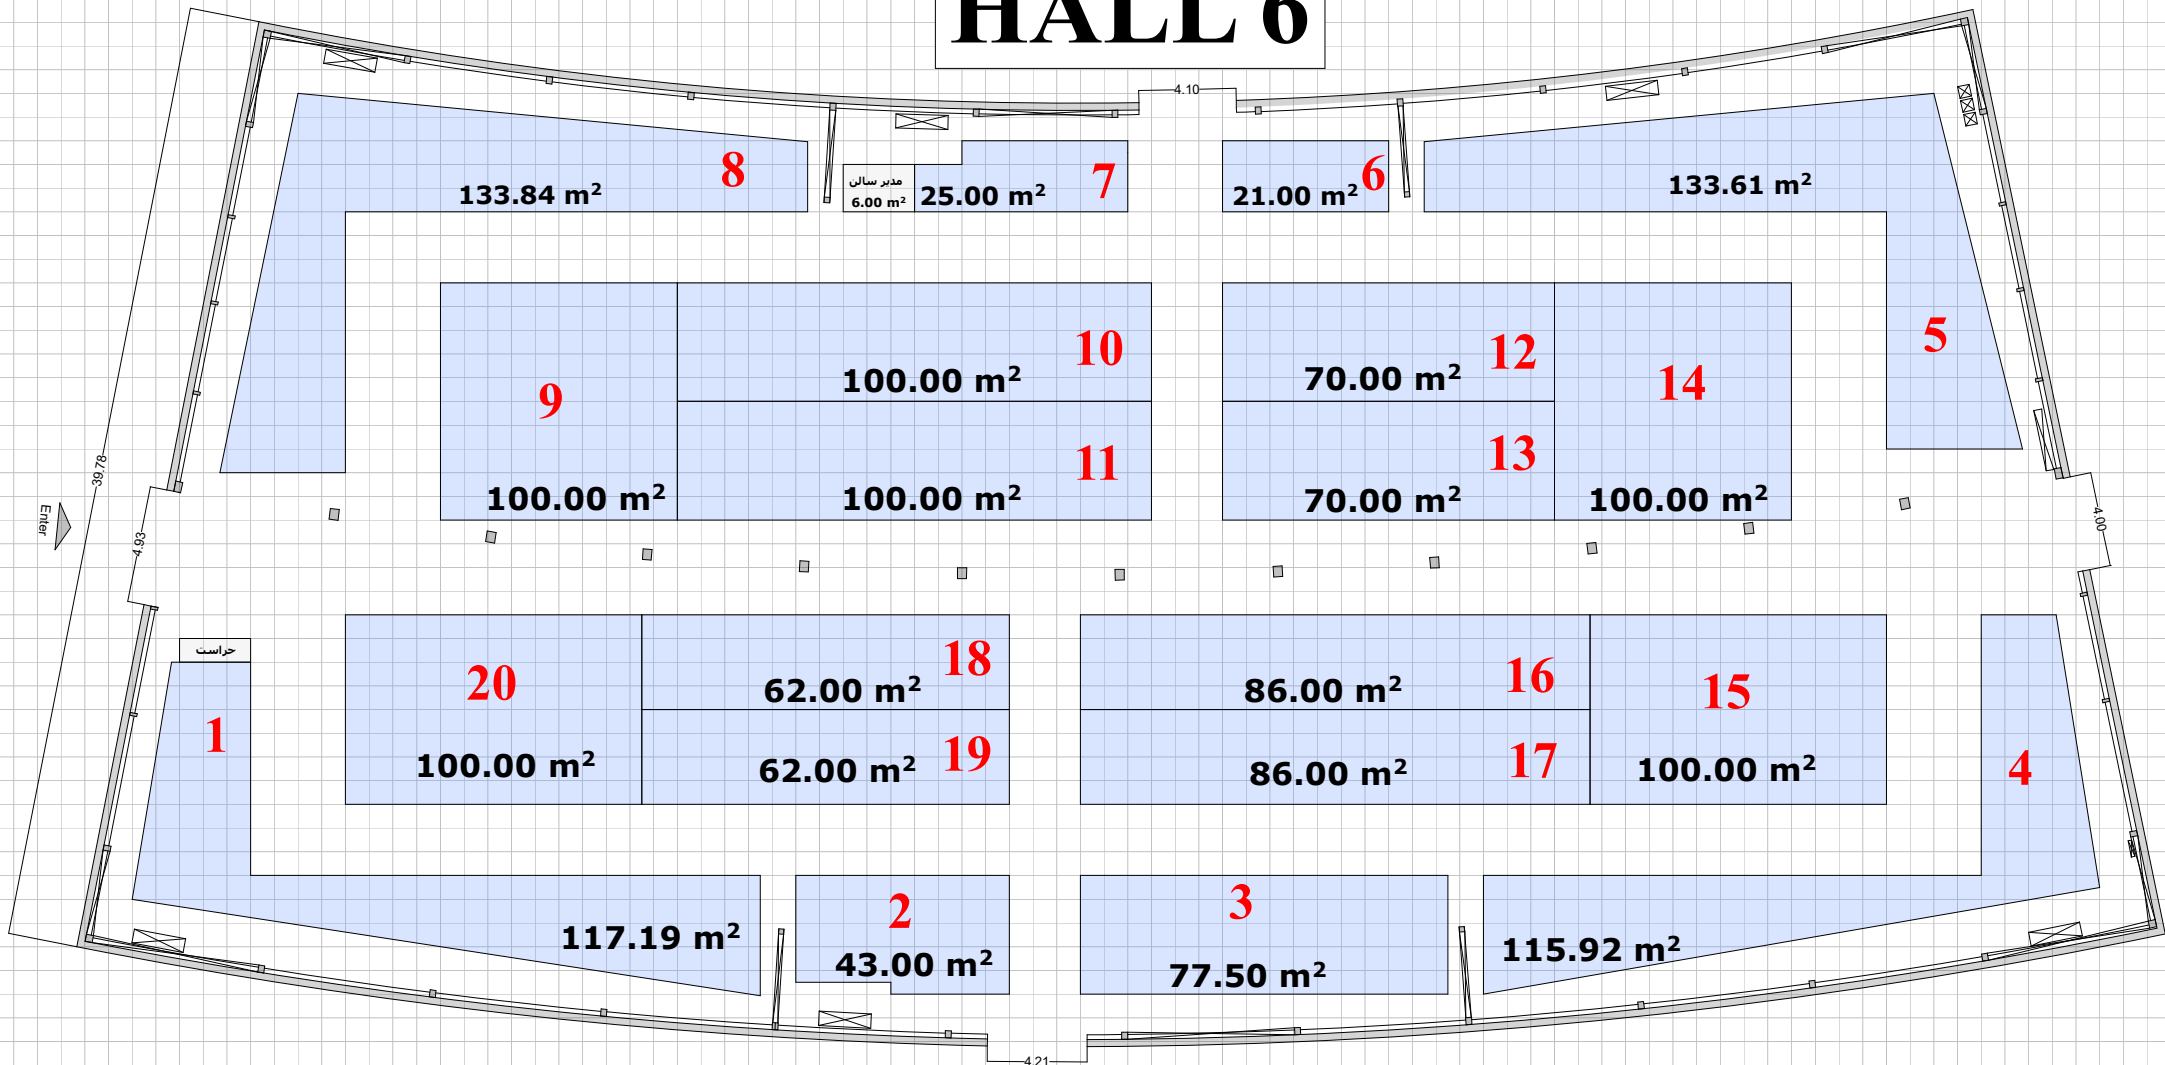 HALL 6
4.10
8
133.84 m²
مدیر سالن
6.00 m²
25.00 m²
7
21.00 m²
6
133.61 m²
5
9
100.00 m²
10
100.00 m²
11
100.00 m²
12
70.00 m²
13
70.00 m²
14
100.00 m²
39.78
Enter
4.93
4.00
حراست
1
117.19 m²
20
100.00 m²
18
62.00 m²
19
62.00 m²
16
86.00 m²
17
86.00 m²
15
100.00 m²
4
115.92 m²
2
43.00 m²
3
77.50 m²
4.21